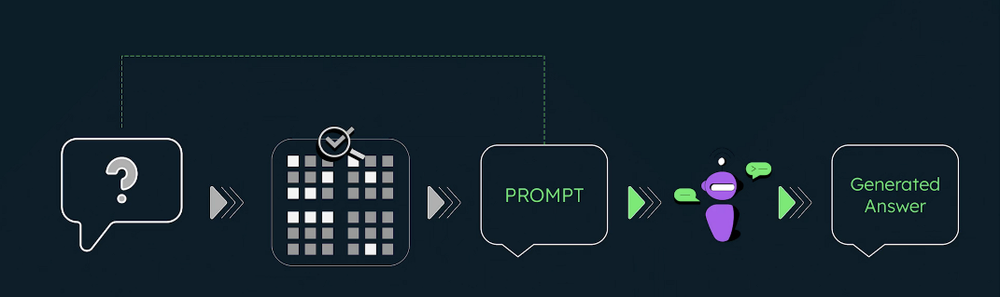 ?
PROMPT
Generated
Answer